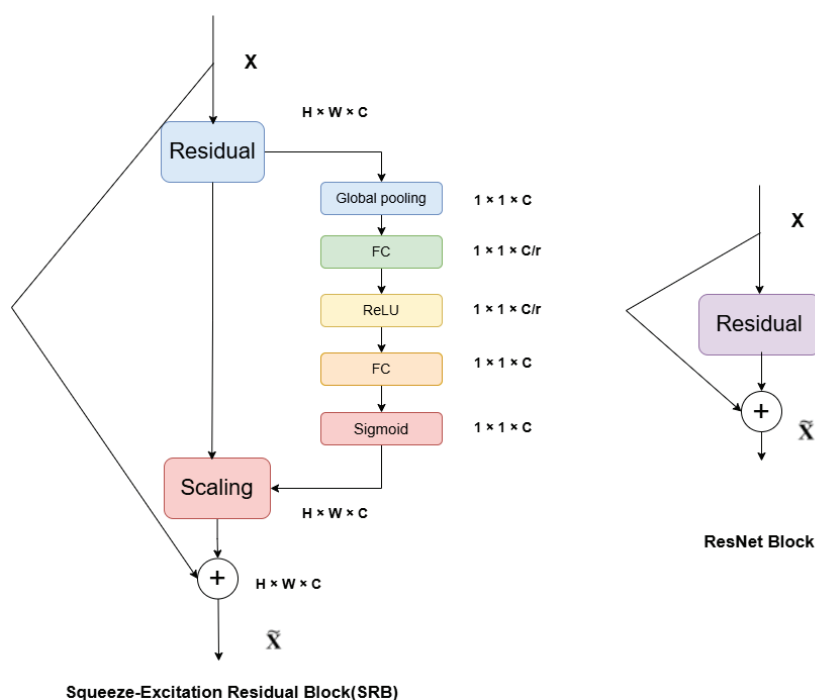 X
H × W × C
Residual
Global pooling
1 × 1 × C
FC
1 × 1 × C/r
ReLU
1 × 1 × C/r
FC
1 × 1 × C
Sigmoid
1 × 1 × C
Scaling
H × W × C
+
H × W × C
X̃
Squeeze-Excitation Residual Block(SRB)
X
Residual
+
X̃
ResNet Block